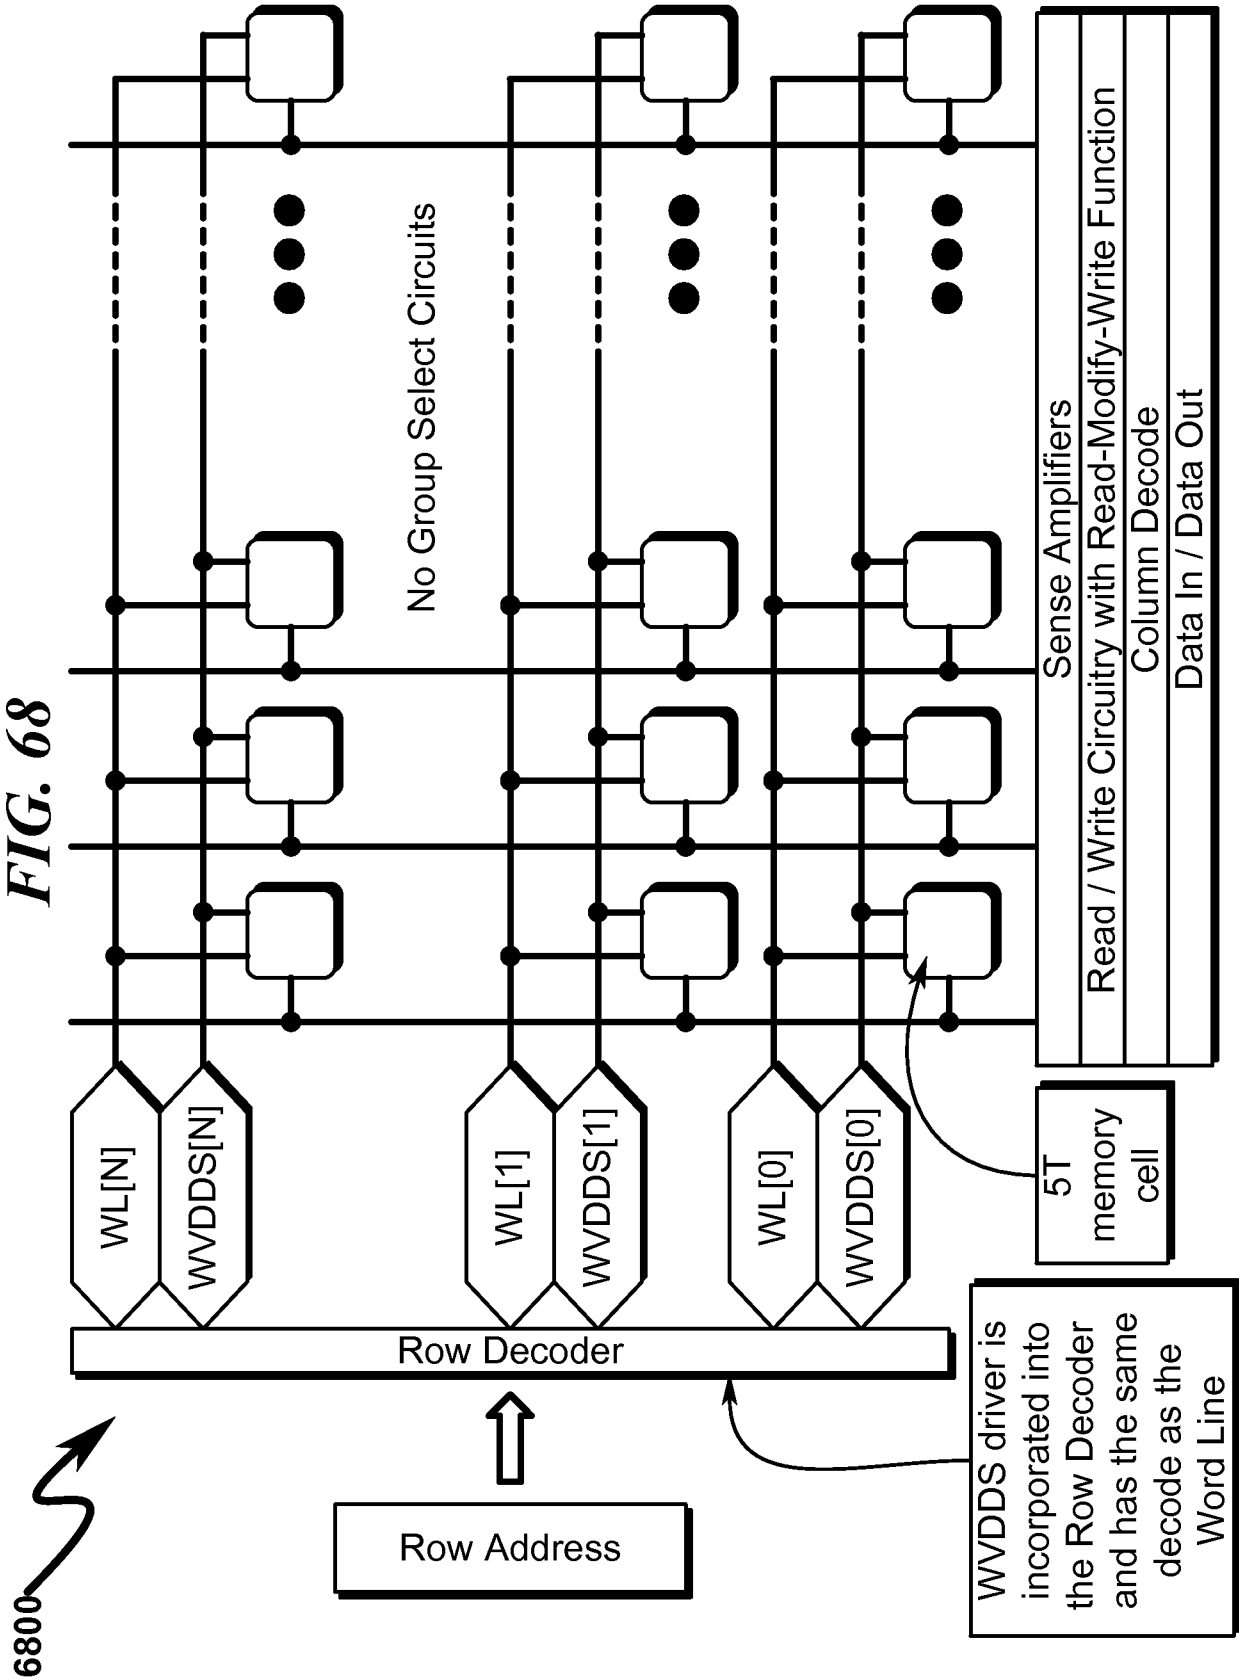 FIG. 68
6800
Row Address
Row Decoder
WL[N]
WVDDS[N]
WL[1]
WVDDS[1]
WL[0]
WVDDS[0]
No Group Select Circuits
WVDDS driver is
incorporated into
the Row Decoder
and has the same
decode as the
Word Line
5T
memory
cell
Sense Amplifiers
Read / Write Circuitry with Read-Modify-Write Function
Column Decode
Data In / Data Out